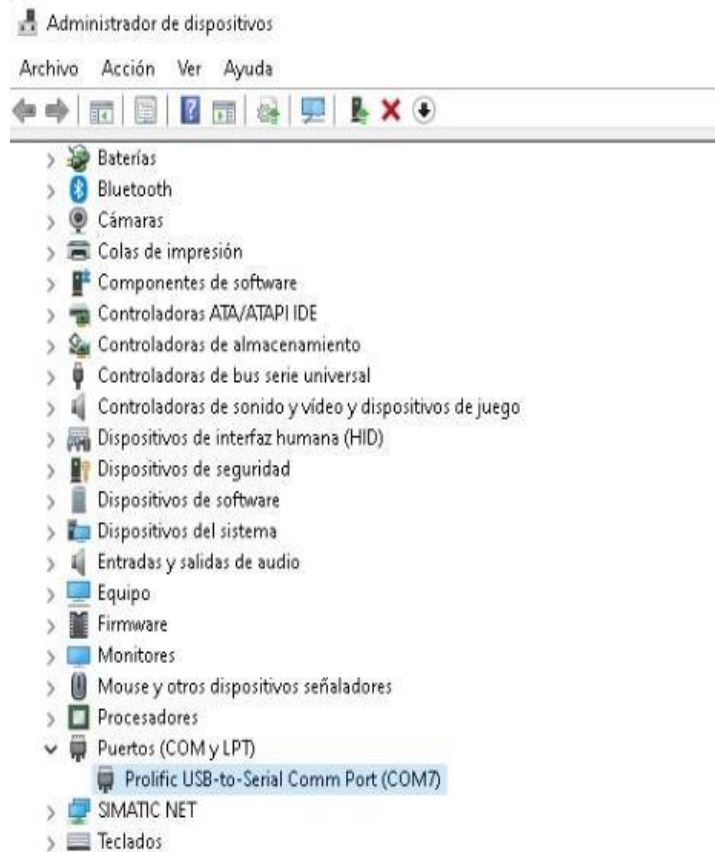 Administrador de dispositivos
Archivo Acción Ver Ayuda
Baterías
Bluetooth
Cámaras
Colas de impresión
Componentes de software
Controladoras ATA/ATAPI IDE
Controladoras de almacenamiento
Controladoras de bus serie universal
Controladoras de sonido y vídeo y dispositivos de juego
Dispositivos de interfaz humana (HID)
Dispositivos de seguridad
Dispositivos de software
Dispositivos del sistema
Entradas y salidas de audio
Equipo
Firmware
Monitores
Mouse y otros dispositivos señaladores
Procesadores
Puertos (COM y LPT)
Prolific USB-to-Serial Comm Port (COM7)
SIMATIC NET
Teclados